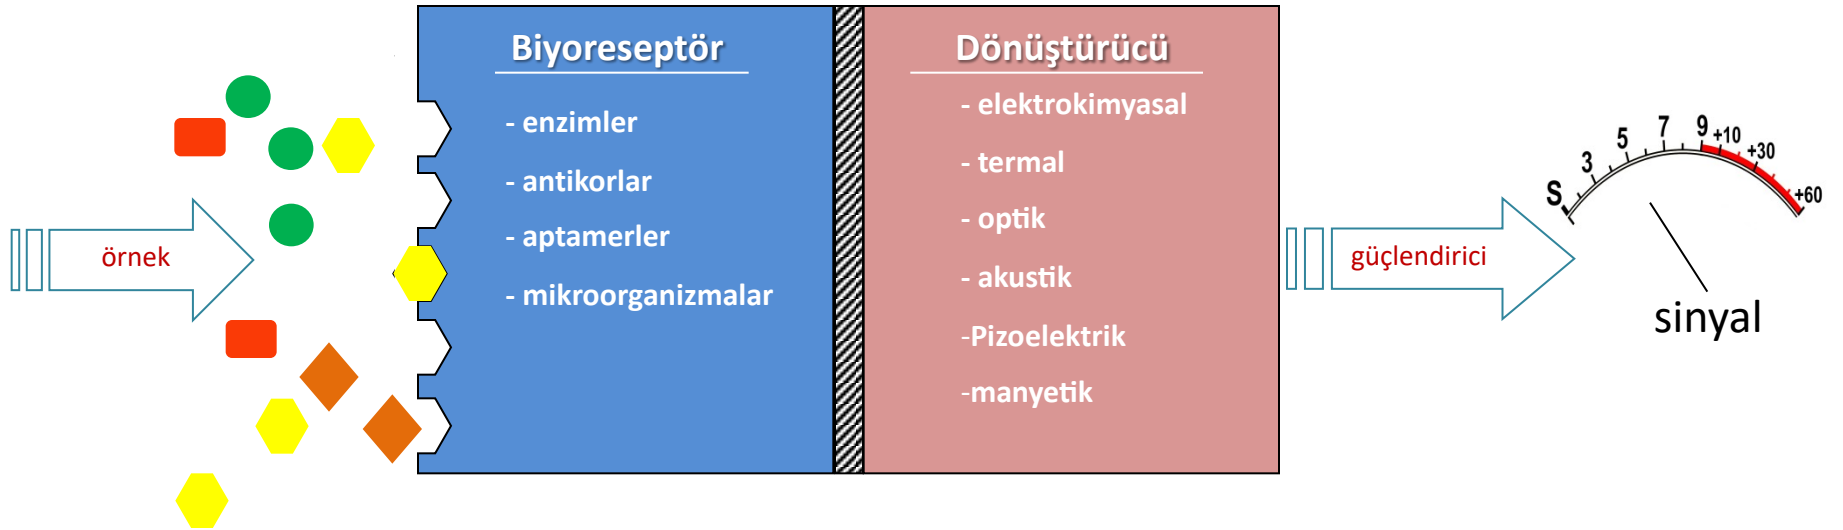 örnek
Biyoreseptör
- enzimler
- antikorlar
- aptamerler
- mikroorganizmalar
Dönüştürücü
- elektrokimyasal
- termal
- optik
- akustik
-Pizoelektrik
-manyetik
güçlendirici
S 3 5 7 9 +10 +30 +60
sinyal